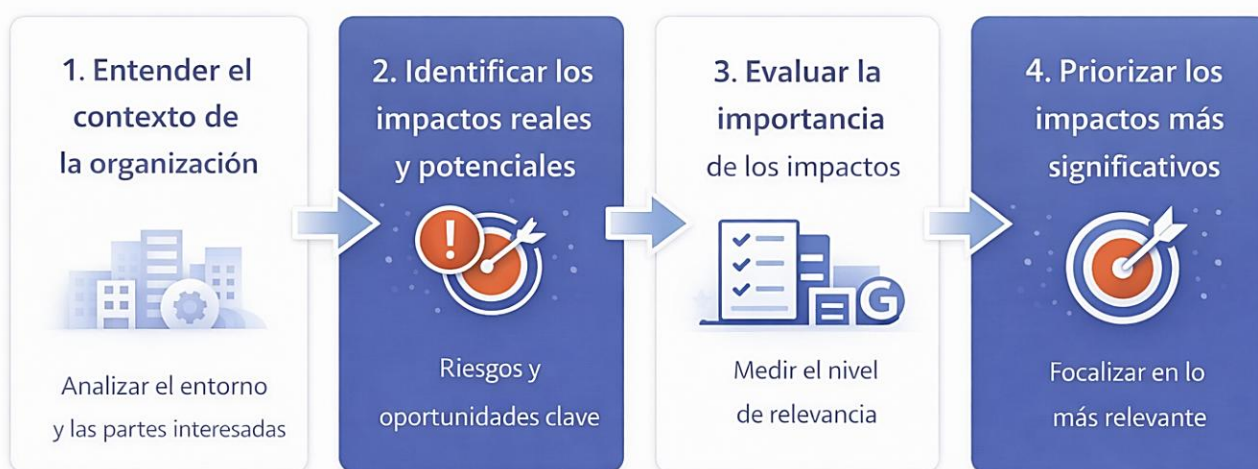 1. Entender el
contexto de
la organización
Analizar el entorno
y las partes interesadas
2. Identificar los
impactos reales
y potenciales
!
Riesgos y
oportunidades clave
3. Evaluar la
importancia
de los impactos
G
Medir el nivel
de relevancia
4. Priorizar los
impactos más
significativos
Focalizar en lo
más relevante